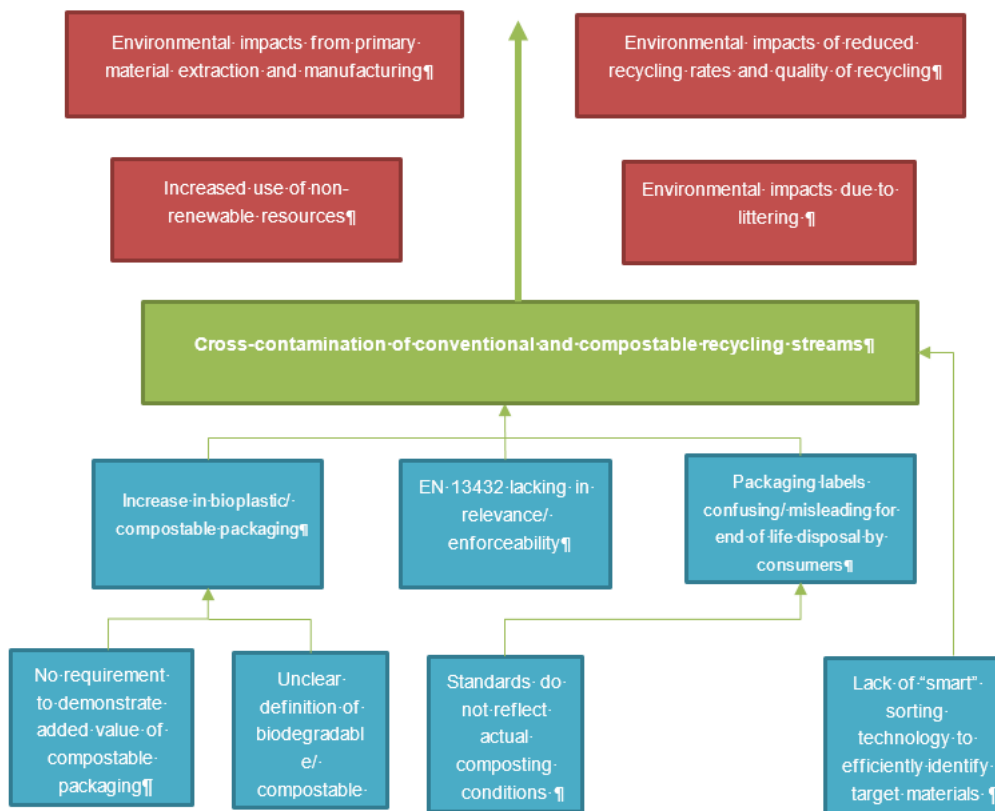 Environmental impacts from primary
material extraction and manufacturing¶
Environmental impacts of reduced
recycling rates and quality of recycling¶
Increased use of non-
renewable resources¶
Environmental impacts due to
littering ¶
Cross-contamination of conventional and compostable recycling streams¶
Increase in bioplastic/
compostable packaging¶
EN 13432 lacking in
relevance/
enforceability¶
Packaging labels
confusing/ misleading for
end of life disposal by
consumers¶
No requirement
to demonstrate
added value of
compostable
packaging¶
Unclear
definition of
biodegradabl
e/
compostable
Standards do
not reflect
actual
composting
conditions ¶
Lack of “smart”
sorting
technology to
efficiently identify
target materials ¶